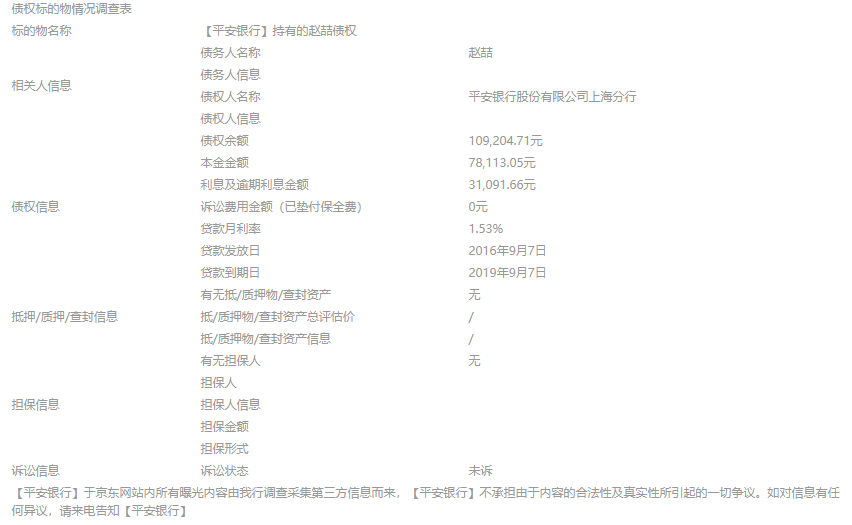 债权标的物情况调查表
标的物名称 【平安银行】持有的赵喆债权
债务人名称 赵喆
债务人信息
相关人信息
债权人名称 平安银行股份有限公司上海分行
债权人信息
债权余额 109,204.71元
本金金额 78,113.05元
利息及逾期利息金额 31,091.66元
债权信息 诉讼费用金额（已垫付保全费） 0元
贷款月利率 1.53%
贷款发放日 2016年9月7日
贷款到期日 2019年9月7日
有无抵/质押物/查封资产 无
抵押/质押/查封信息 抵/质押物/查封资产总评估价 /
抵/质押物/查封资产信息 /
有无担保人 无
担保人
担保信息 担保人信息
担保金额
担保形式
诉讼信息 诉讼状态 未诉
【平安银行】于京东网站内所有曝光内容由我行调查采集第三方信息而来，【平安银行】不承担由于内容的合法性及真实性所引起的一切争议。如对信息有任
何异议，请来电告知【平安银行】